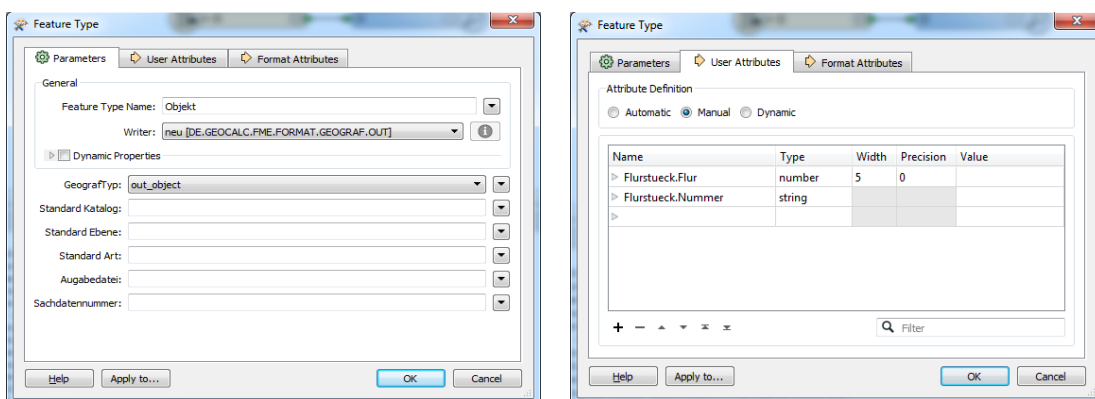 Feature Type
Parameters
User Attributes
Format Attributes
General
Feature Type Name: Objekt
Writer: neu [DE.GEOCALC.FME.FORMAT.GEOGRAF.OUT]
Dynamic Properties
GeografTyp: out_object
Standard Katalog:
Standard Ebene:
Standard Art:
Augabedatei:
Sachdatennummer:
Help Apply to... OK Cancel
Feature Type
Parameters
User Attributes
Format Attributes
Attribute Definition
Automatic Manual Dynamic
Name Type Width Precision Value
Flurstueck.Flur number 5 0
Flurstueck.Nummer string
Filter
Help Apply to... OK Cancel